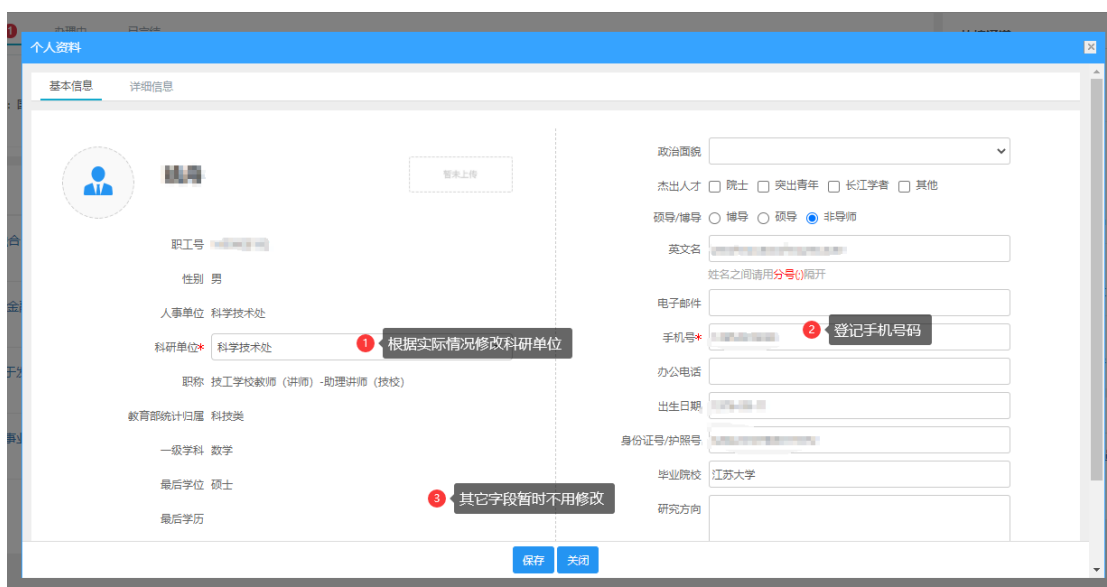 1
办理中
已完结
个人资料
基本信息
详细信息
暂未上传
职工号
性别 男
人事单位 科学技术处
科研单位* 科学技术处
1 根据实际情况修改科研单位
职称 技工学校教师（讲师）-助理讲师（技校）
教育部统计归属 科技类
一级学科 数学
最后学位 硕士
最后学历
3 其它字段暂时不用修改
政治面貌
杰出人才 院士 突出青年 长江学者 其他
硕导/博导 博导 硕导 非导师
英文名
姓名之间请用分号(;)隔开
电子邮件
手机号*
2 登记手机号码
办公电话
出生日期
身份证号/护照号
毕业院校 江苏大学
研究方向
保存 关闭